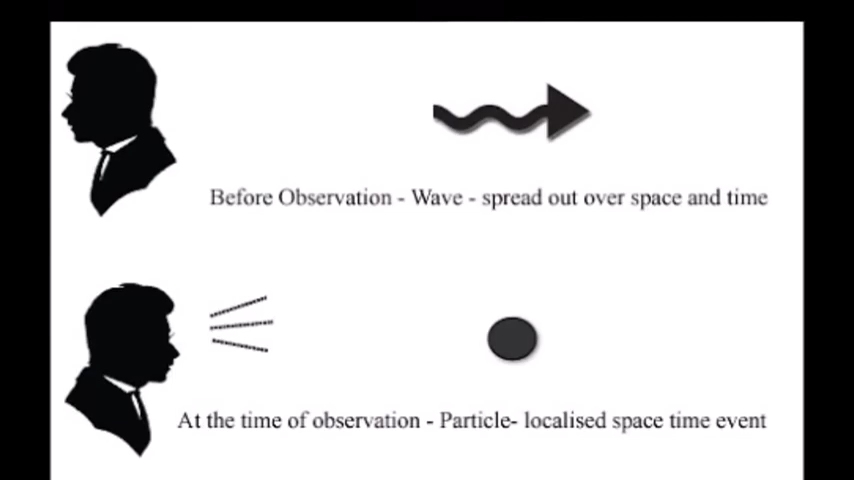 Before Observation - Wave - spread out over space and time
At the time of observation - Particle- localised space time event